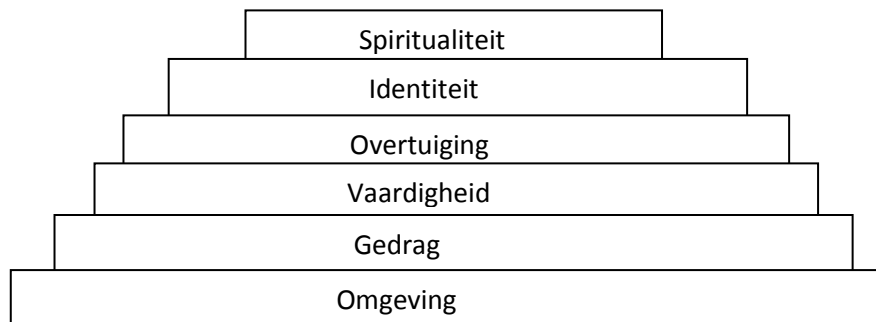 Spiritualiteit
Identiteit
Overtuiging
Vaardigheid
Gedrag
Omgeving